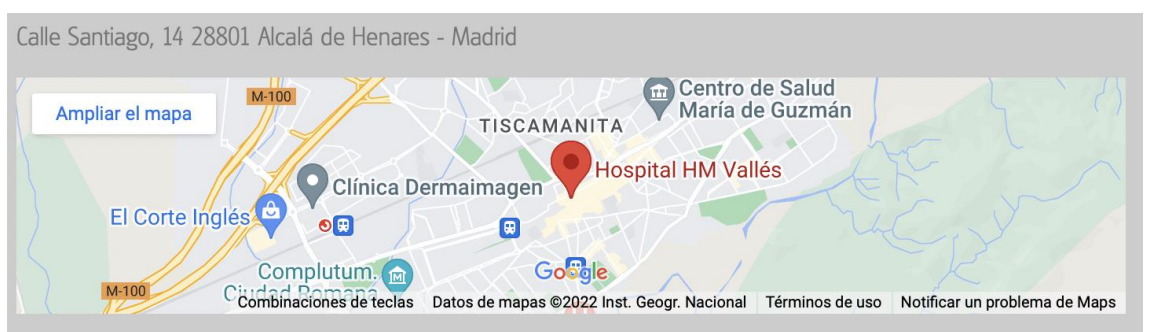 Calle Santiago, 14 28801 Alcalá de Henares - Madrid
Ampliar el mapa
M-100
Centro de Salud
María de Guzmán
TISCAMANITA
Hospital HM Vallés
Clínica Dermaimagen
El Corte Inglés
Complutum.
Ciudad Romana
Google
M-100
Combinaciones de teclas Datos de mapas ©2022 Inst. Geogr. Nacional Términos de uso Notificar un problema de Maps